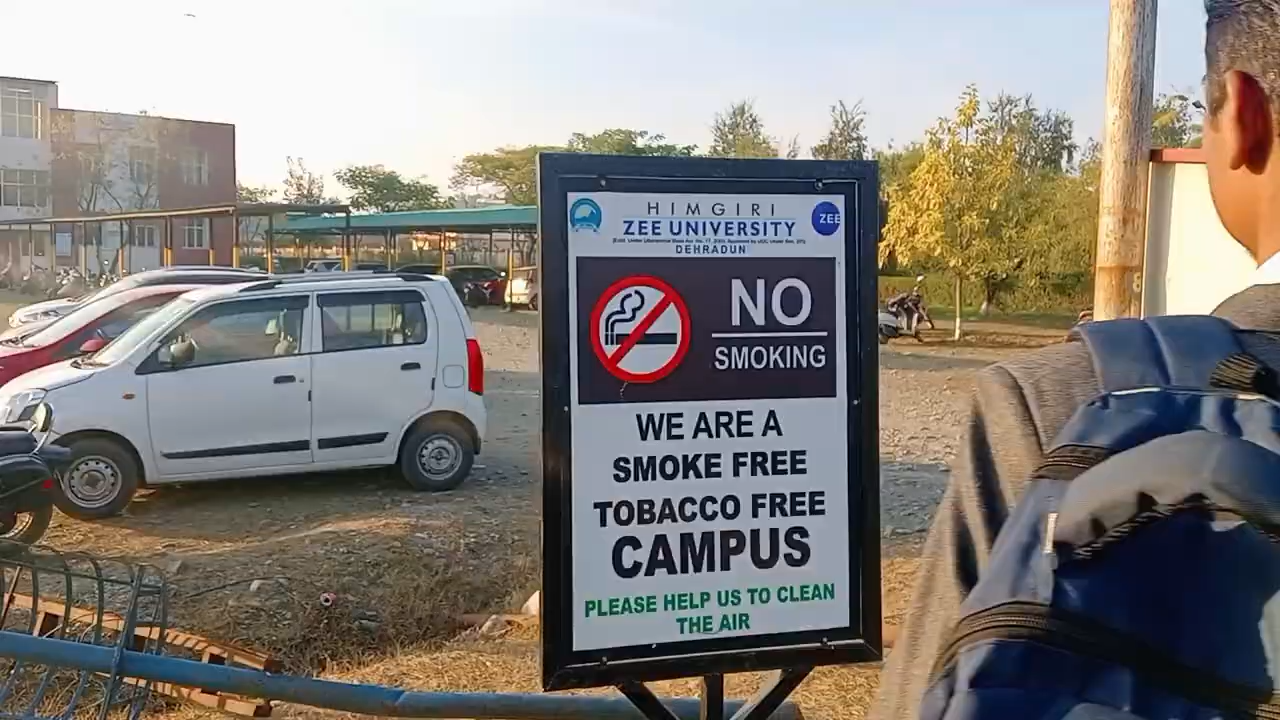 HIMGIRI
ZEE UNIVERSITY
ZEE
DEHRADUN
NO
SMOKING
WE ARE A
SMOKE FREE
TOBACCO FREE
CAMPUS
PLEASE HELP US TO CLEAN
THE AIR